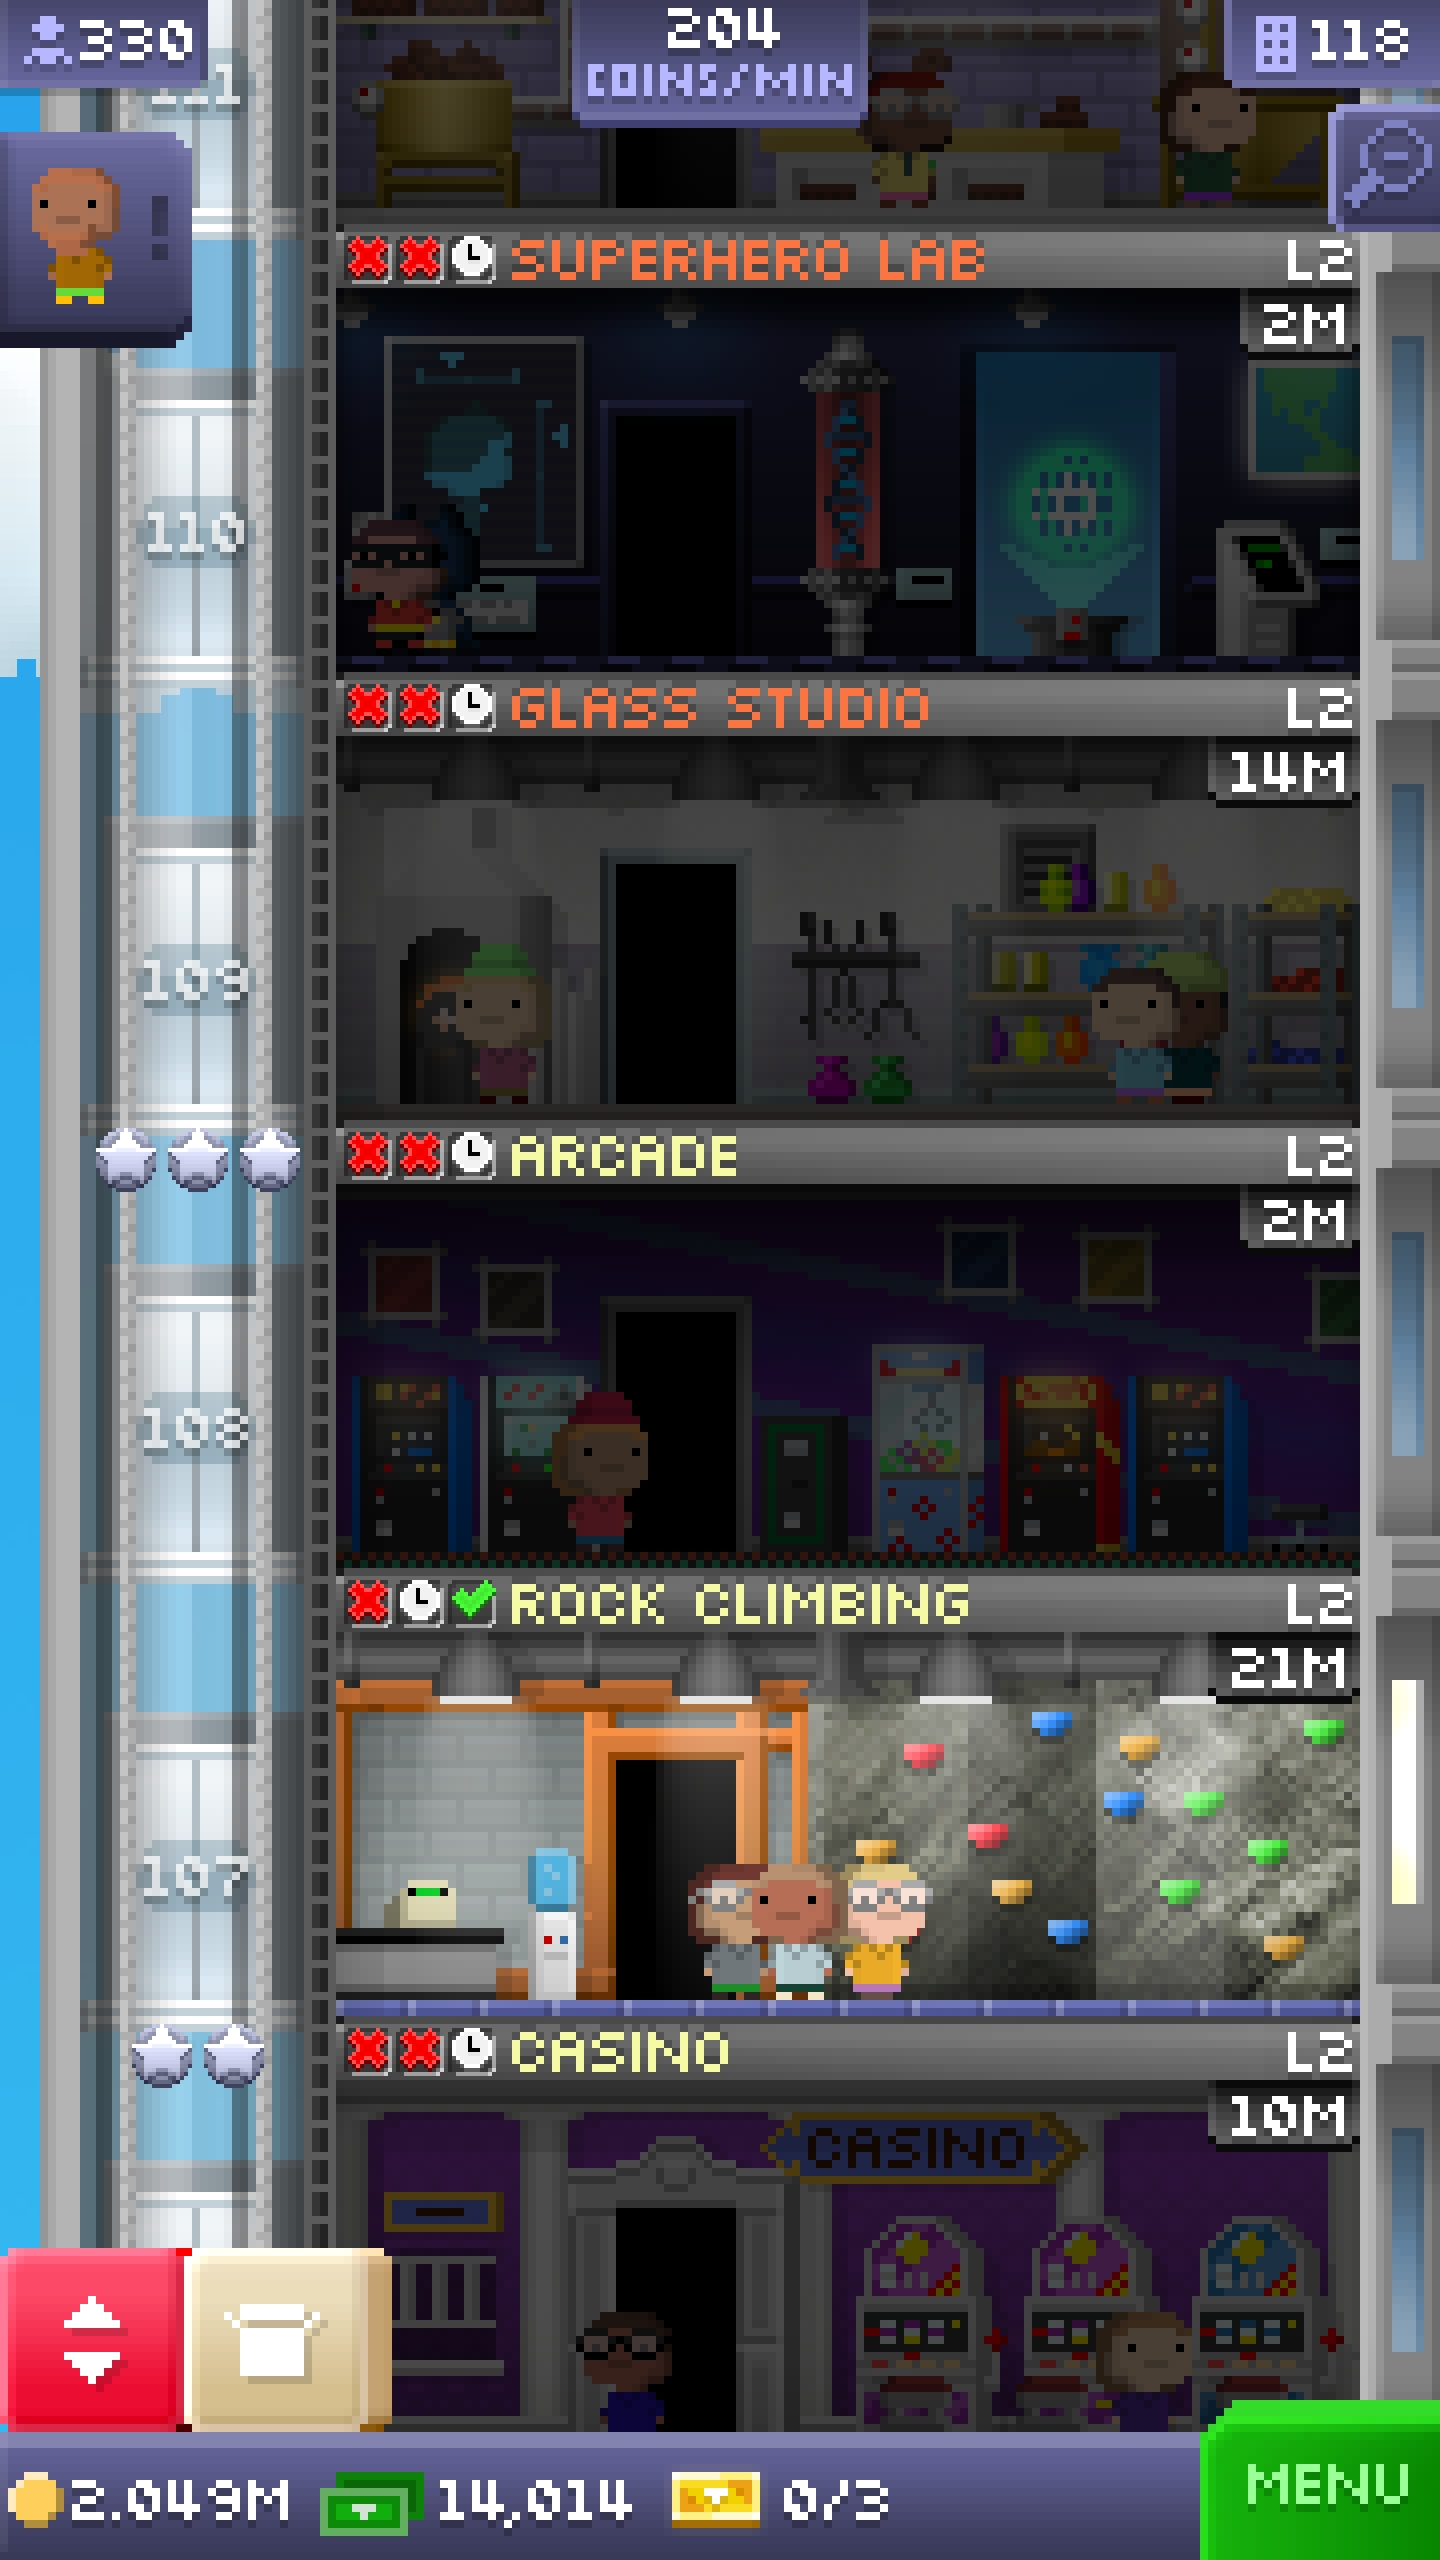 330
204
COINS/MIN
118
111
SUPERHERO LAB L2
2M
110
GLASS STUDIO L2
14M
109
ARCADE L2
2M
108
ROCK CLIMBING L2
21M
107
CASINO L2
10M
CASINO
2.049M 14,014 0/3
MENU